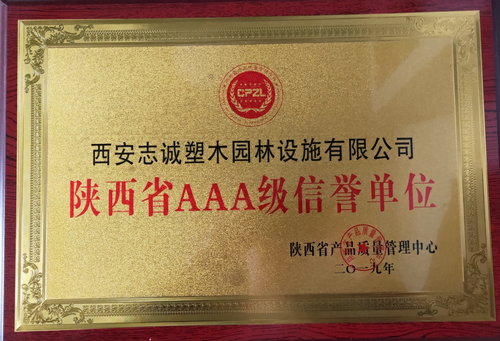 CPZL
西安志诚塑木园林设施有限公司
陕西省AAA级信誉单位
陕西省产品质量管理中心
二〇一九年